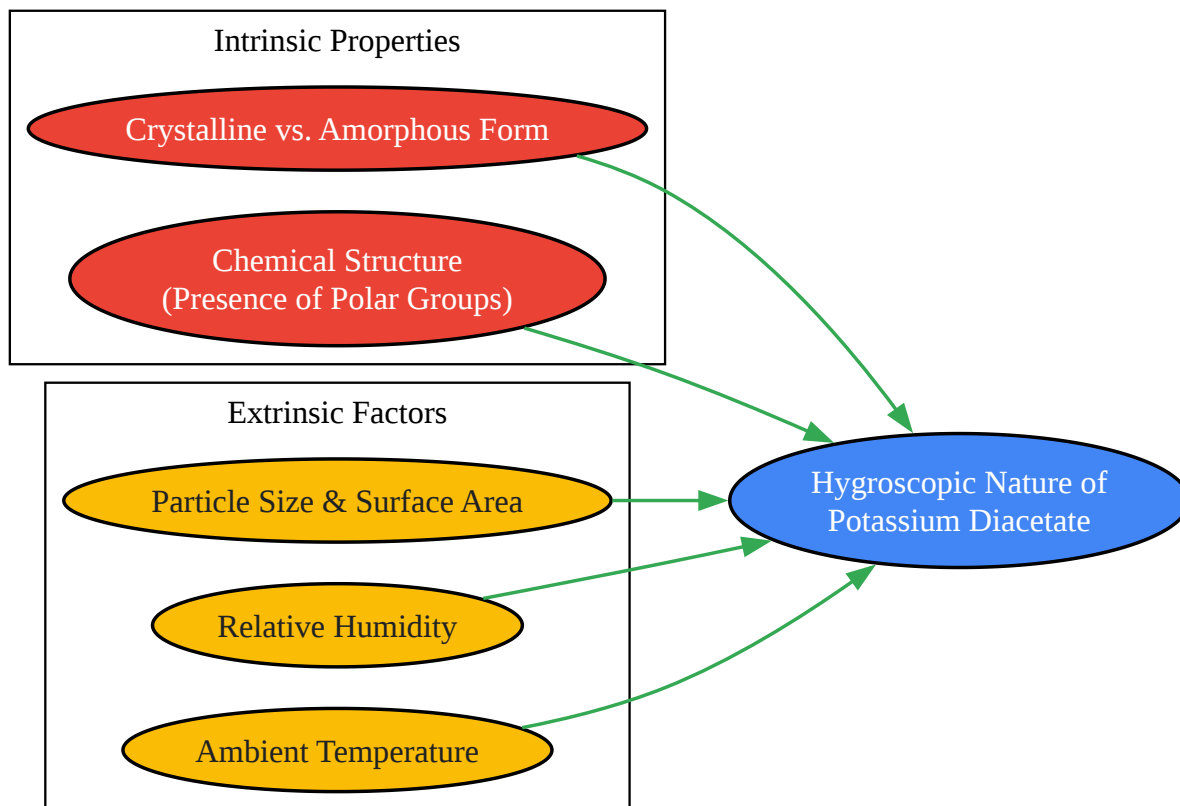 Intrinsic Properties
Crystalline vs. Amorphous Form
Chemical Structure
(Presence of Polar Groups)
Extrinsic Factors
Particle Size & Surface Area
Relative Humidity
Ambient Temperature
Hygroscopic Nature of
Potassium Diacetate